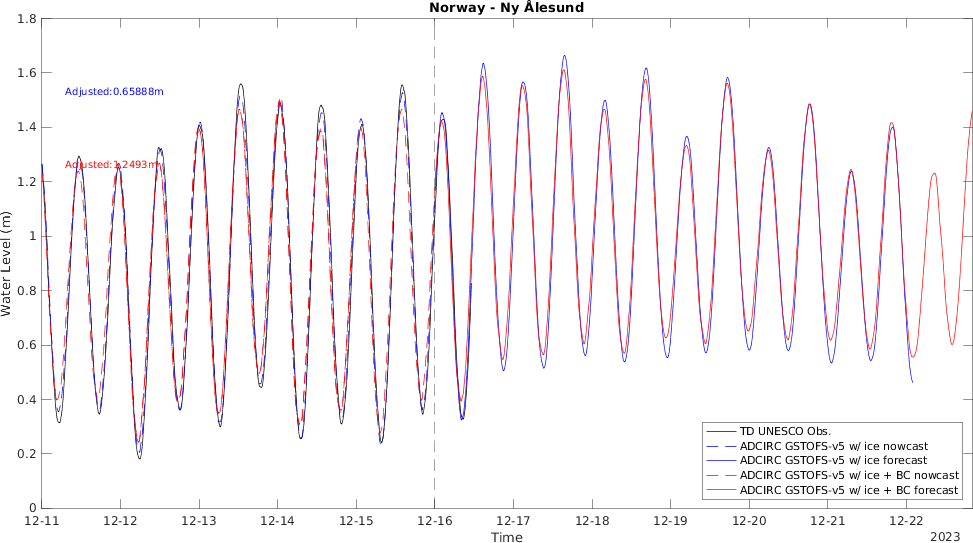 Norway - Ny Ålesund
1.8
1.6
1.4
1.2
1
0.8
0.6
0.4
0.2
0
Water Level (m)
Adjusted:0.65888m
Adjusted:1.2493m
TD UNESCO Obs.
ADCIRC GSTOFS-v5 w/ ice nowcast
ADCIRC GSTOFS-v5 w/ ice forecast
ADCIRC GSTOFS-v5 w/ ice + BC nowcast
ADCIRC GSTOFS-v5 w/ ice + BC forecast
12-11 12-12 12-13 12-14 12-15 12-16 12-17 12-18 12-19 12-20 12-21 12-22
Time
2023